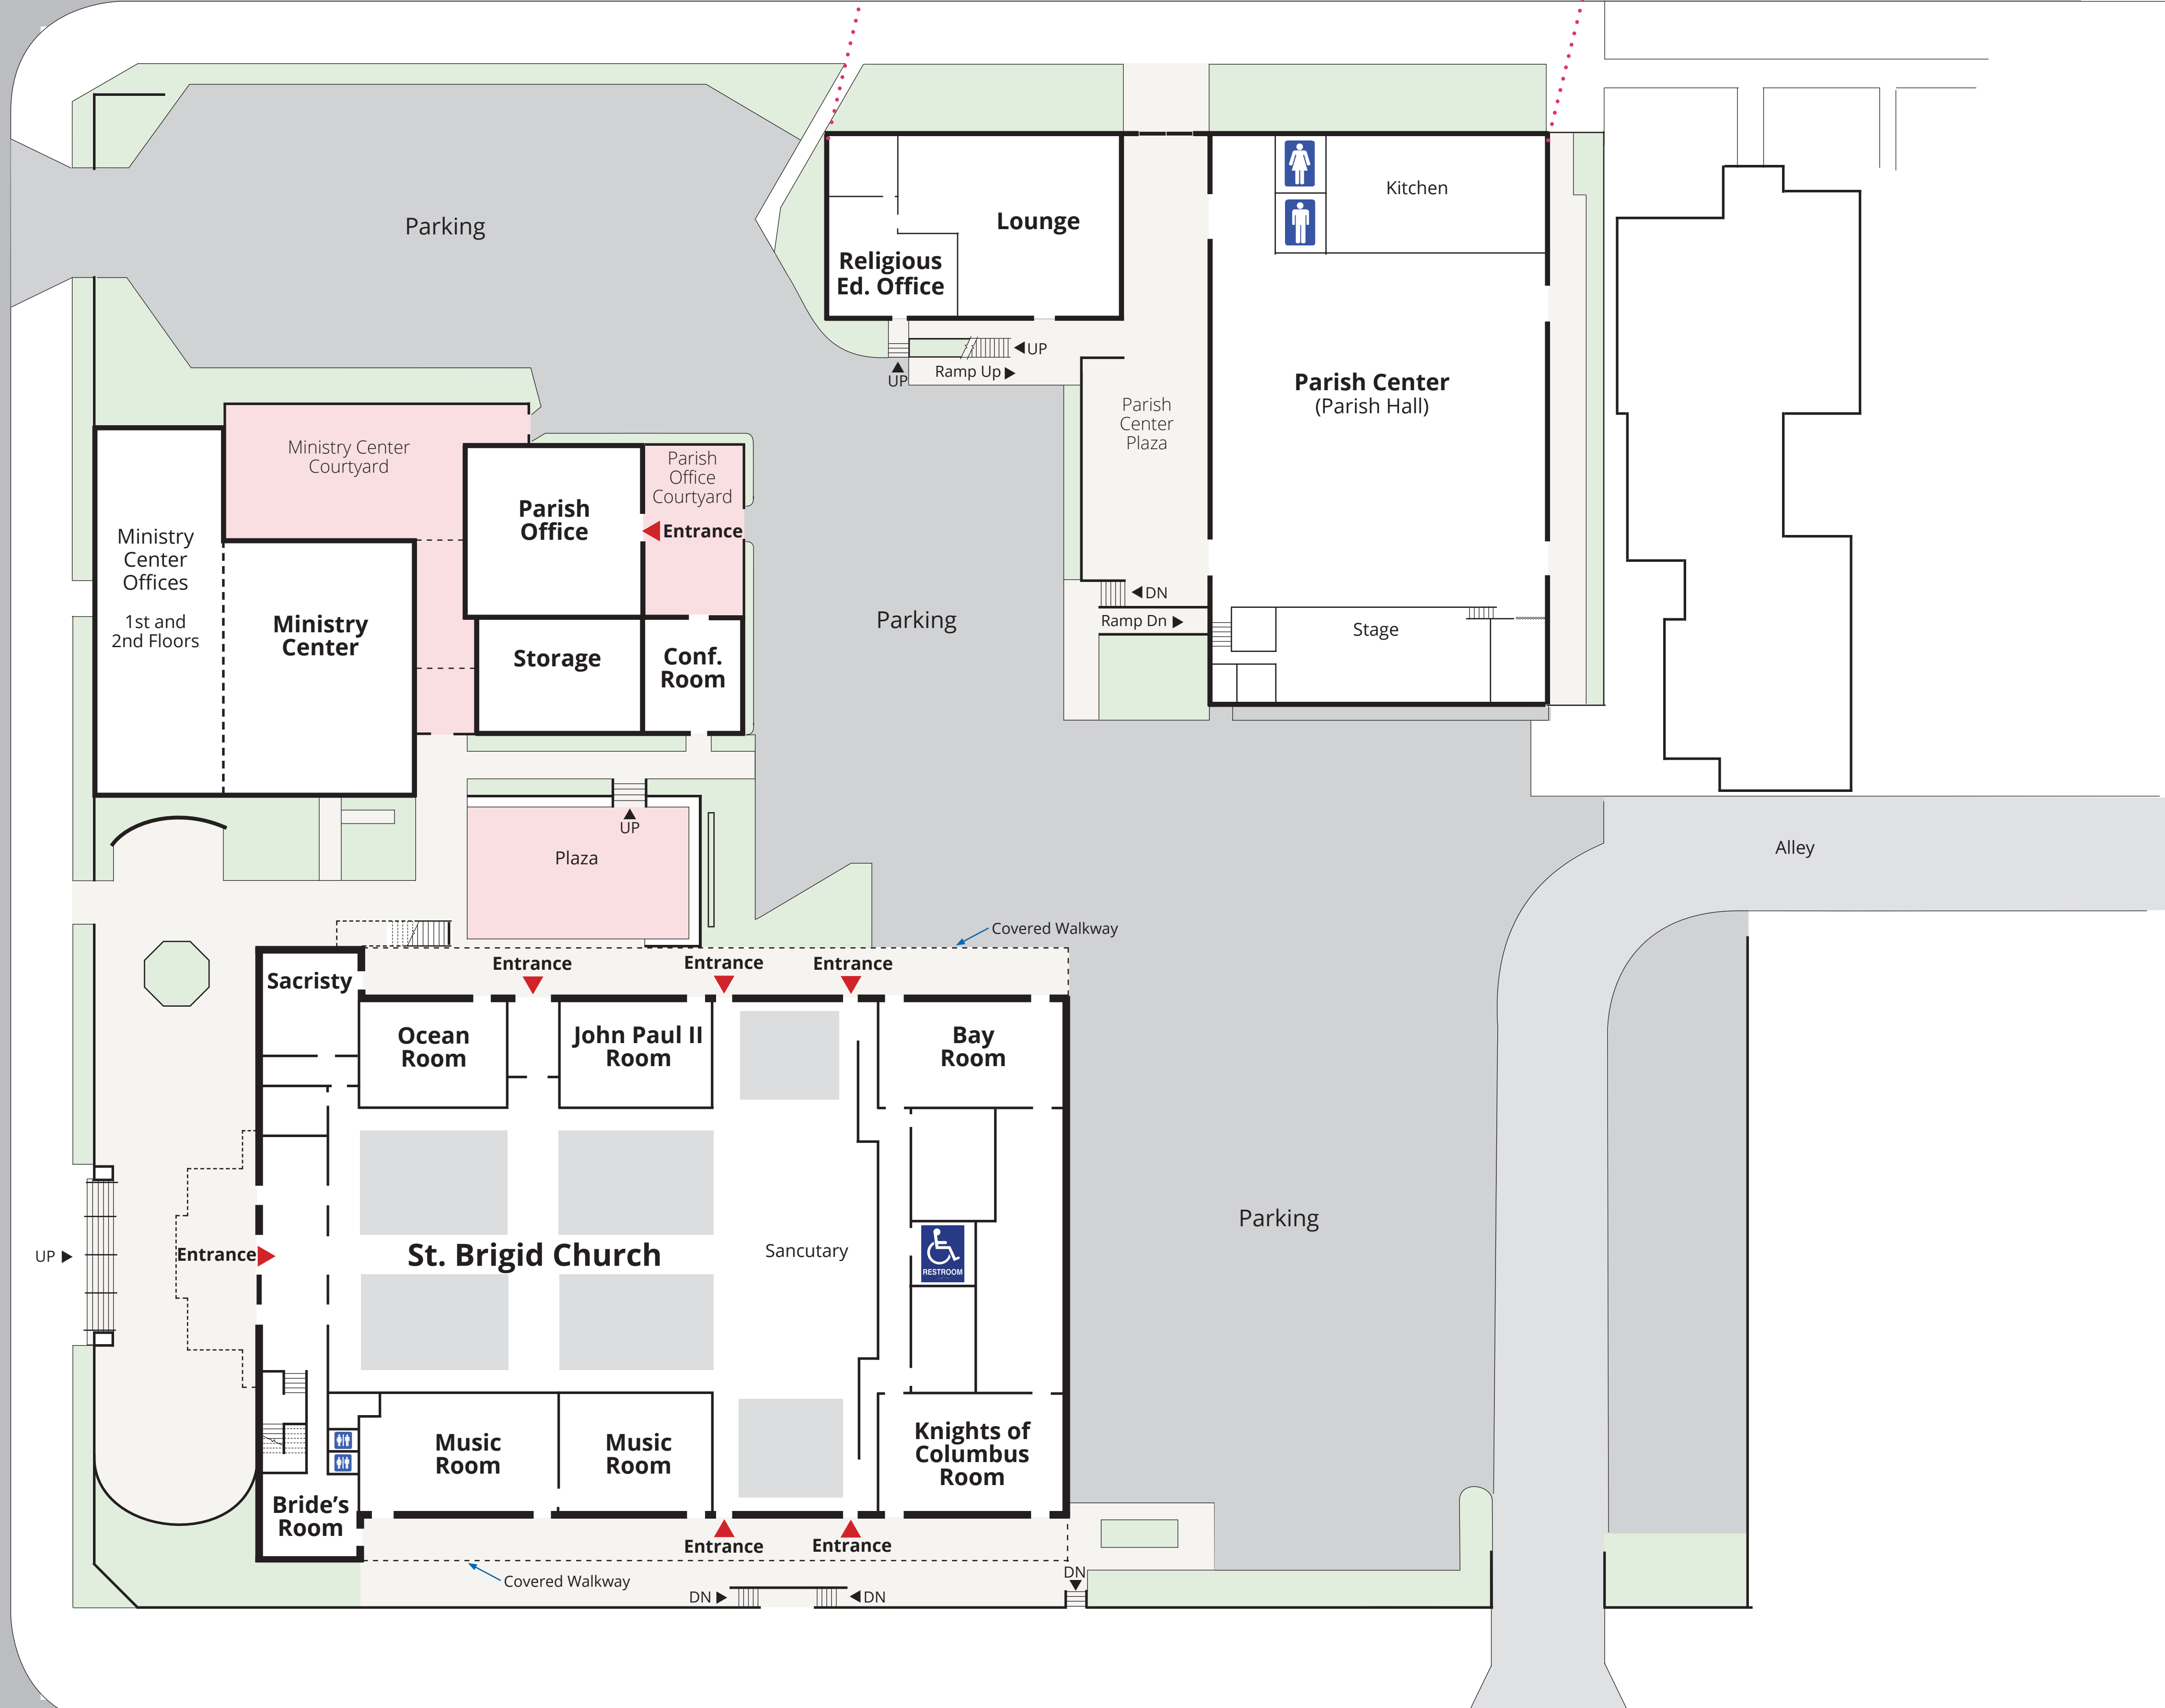 Parking
Lounge
Religious
Ed. Office
Kitchen
UP
UP
Ramp Up
Parish Center
(Parish Hall)
Parish
Center
Plaza
Ministry Center
Courtyard
Parish
Office
Courtyard
Parish
Office
Entrance
Ministry
Center
Offices
1st and
2nd Floors
Ministry
Center
Storage
Conf.
Room
Parking
DN
Ramp Dn
Stage
UP
Plaza
Alley
Covered Walkway
Entrance
Entrance
Entrance
Sacristy
Ocean
Room
John Paul II
Room
Bay
Room
Parking
UP
Entrance
St. Brigid Church
Sancutary
RESTROOM
Music
Room
Music
Room
Knights of
Columbus
Room
Bride’s
Room
Entrance
Entrance
Covered Walkway
DN
DN
DN